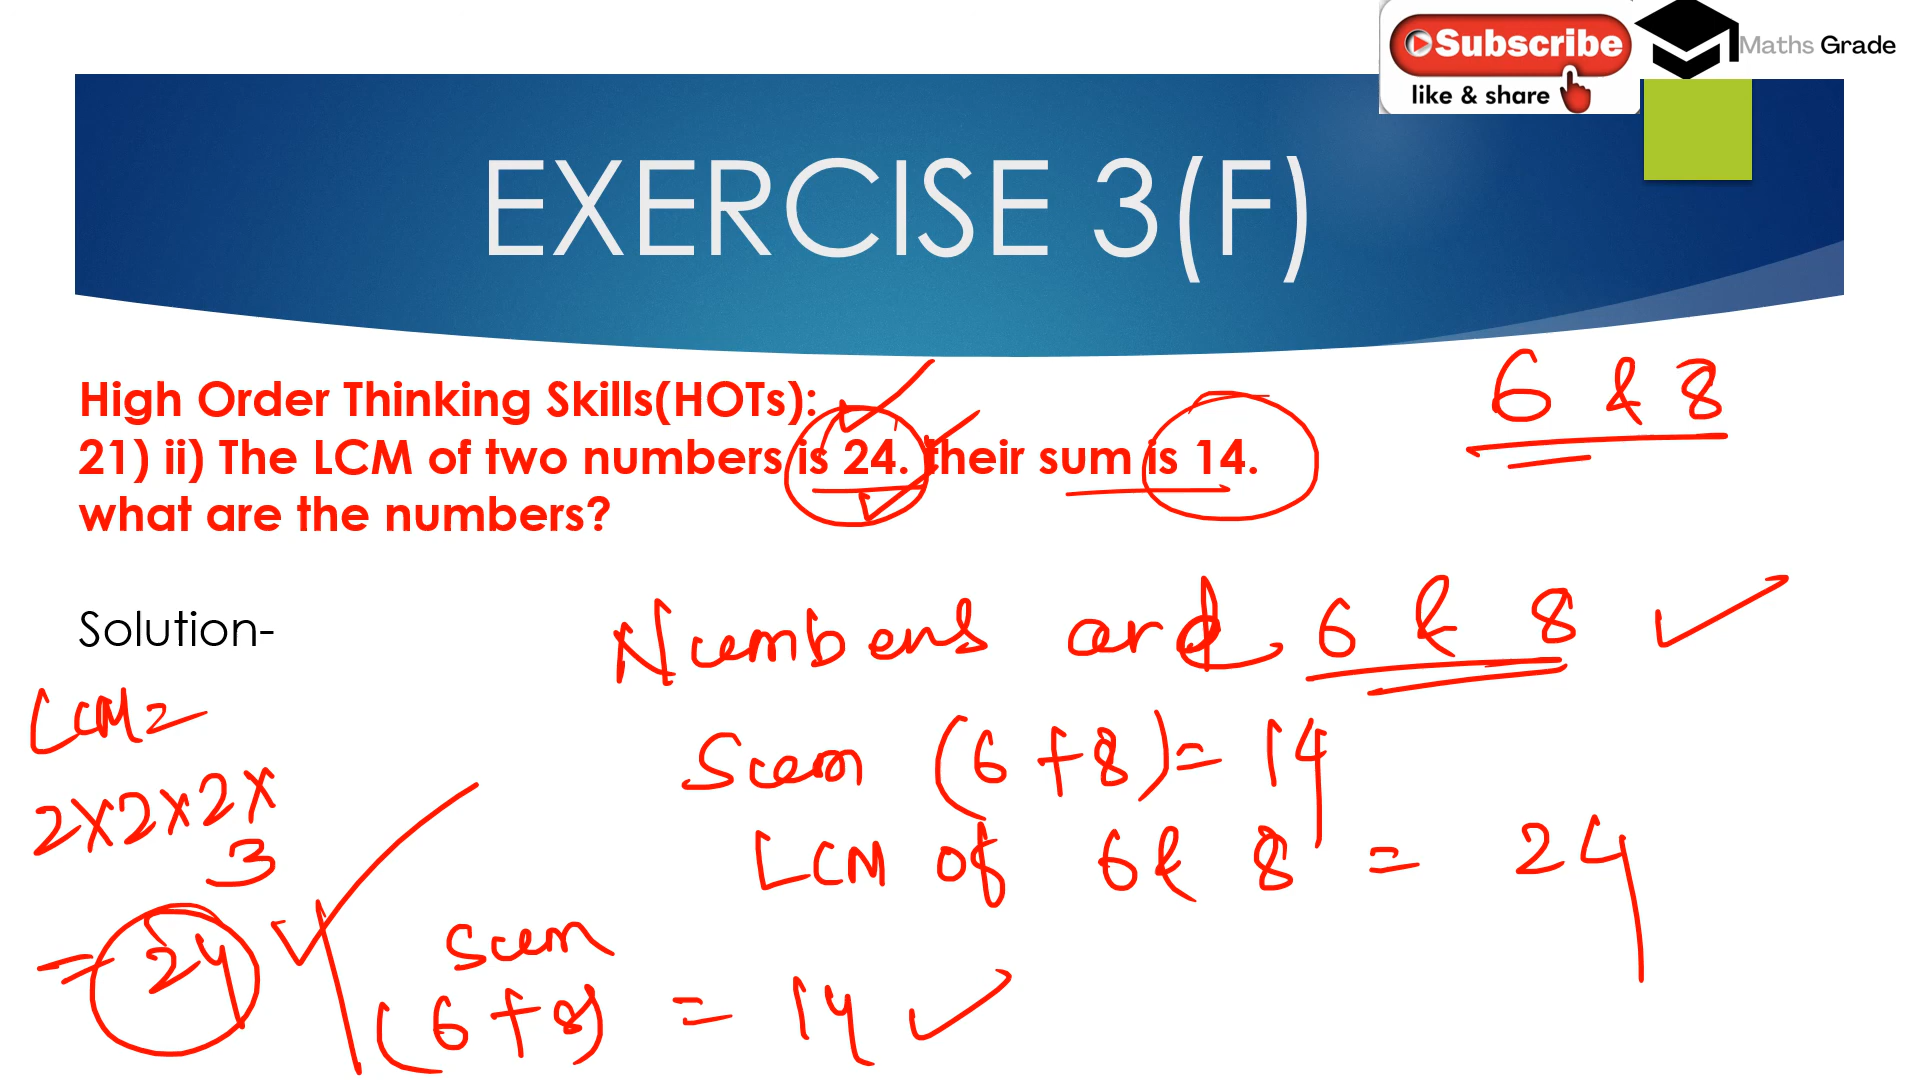 Subscribe
like & share
Maths Grade
EXERCISE 3(F)
6 & 8
High Order Thinking Skills(HOTs):
21) ii) The LCM of two numbers is 24. their sum is 14.
what are the numbers?
Solution-
Numbers are 6 & 8
LCM =
2x2x2x
3
= 24
Sum (6+8) = 14
LCM of 6 & 8 = 24
Sum
(6+8) = 14